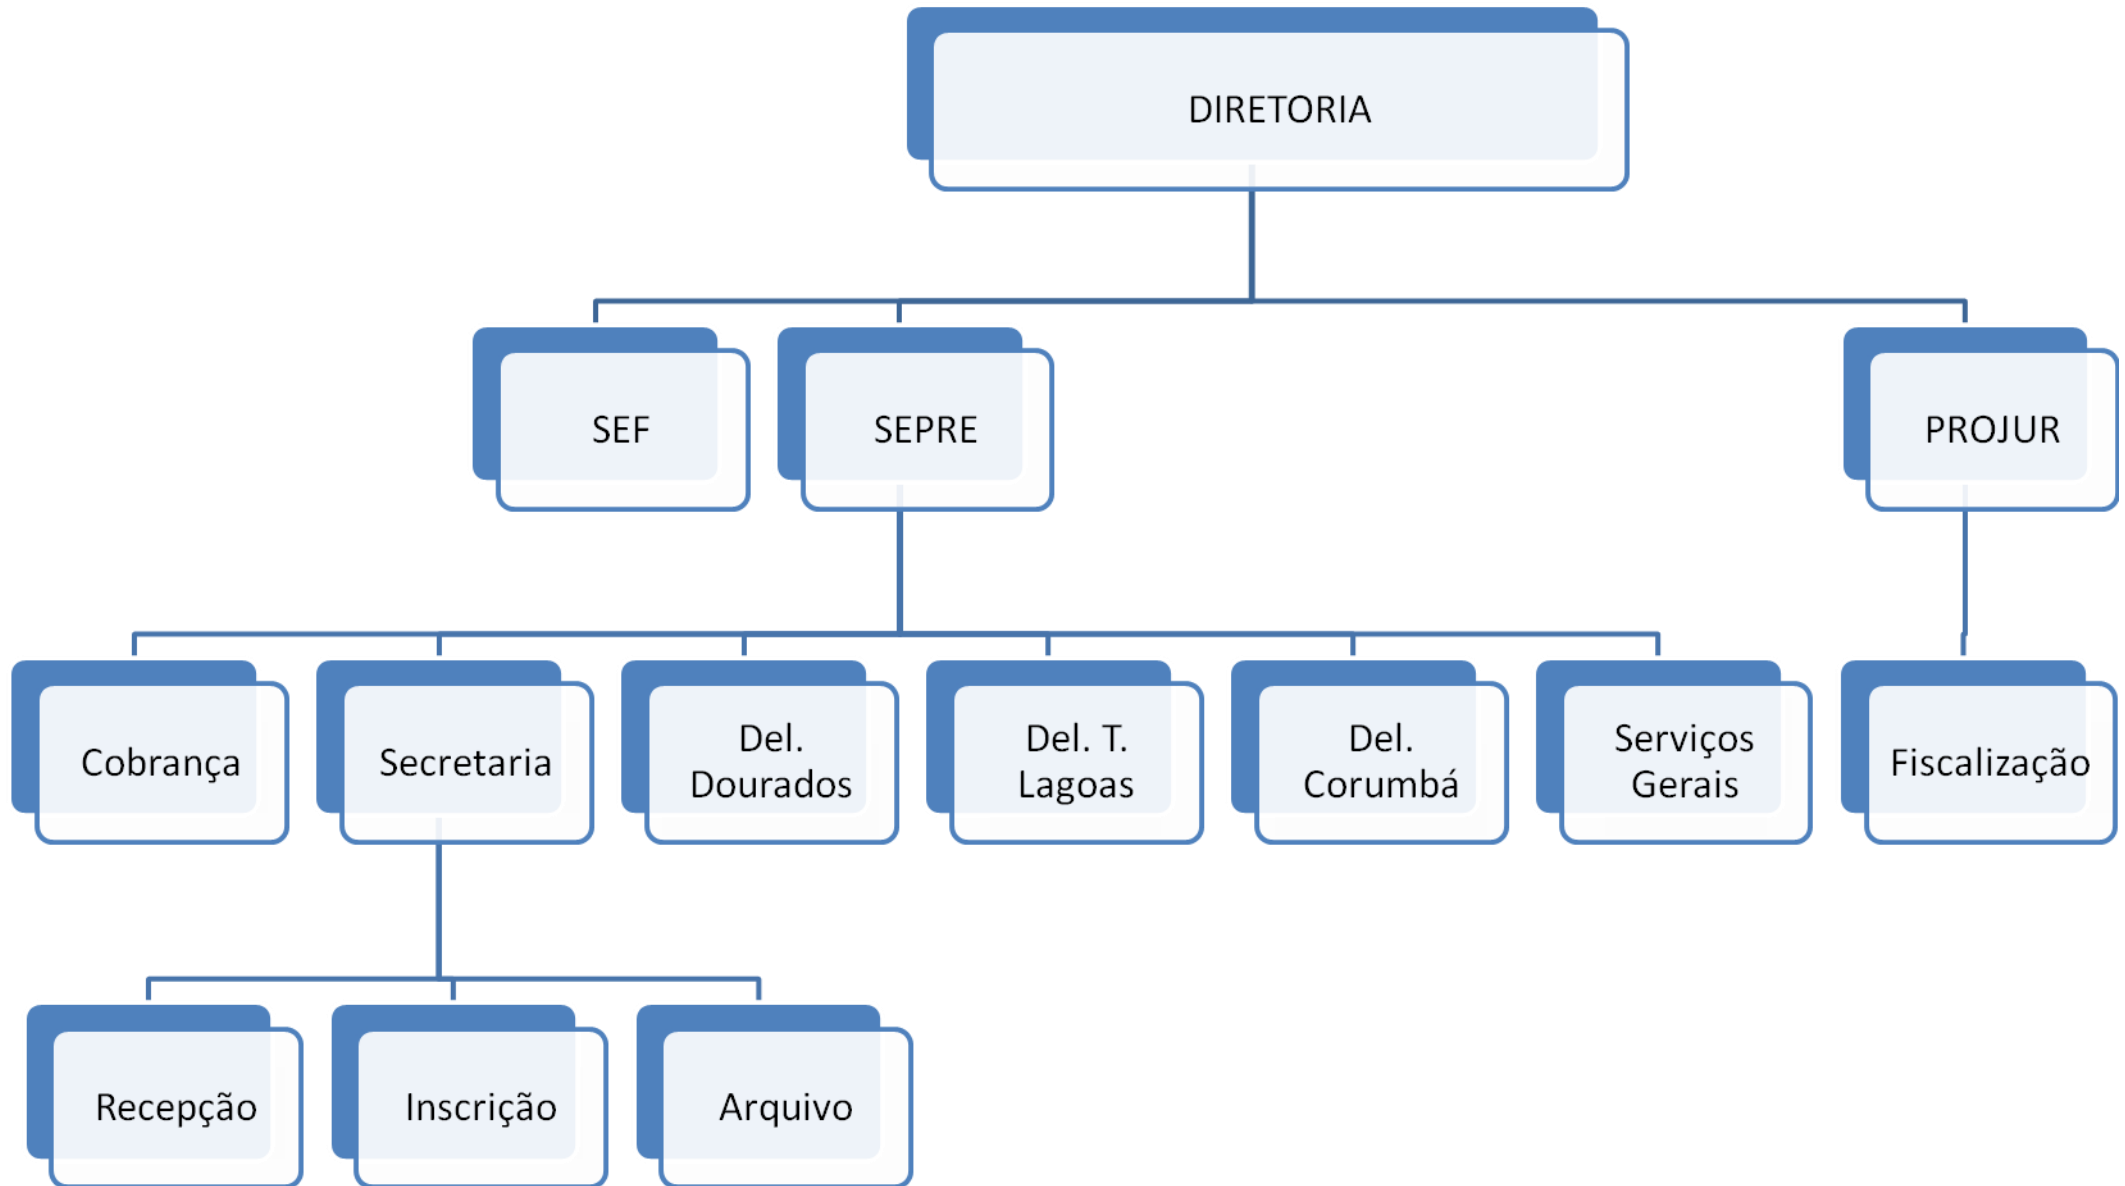 DIRETORIA
SEF
SEPRE
PROJUR
Cobrança
Secretaria
Del.
Dourados
Del. T.
Lagoas
Del.
Corumbá
Serviços
Gerais
Fiscalização
Recepção
Inscrição
Arquivo